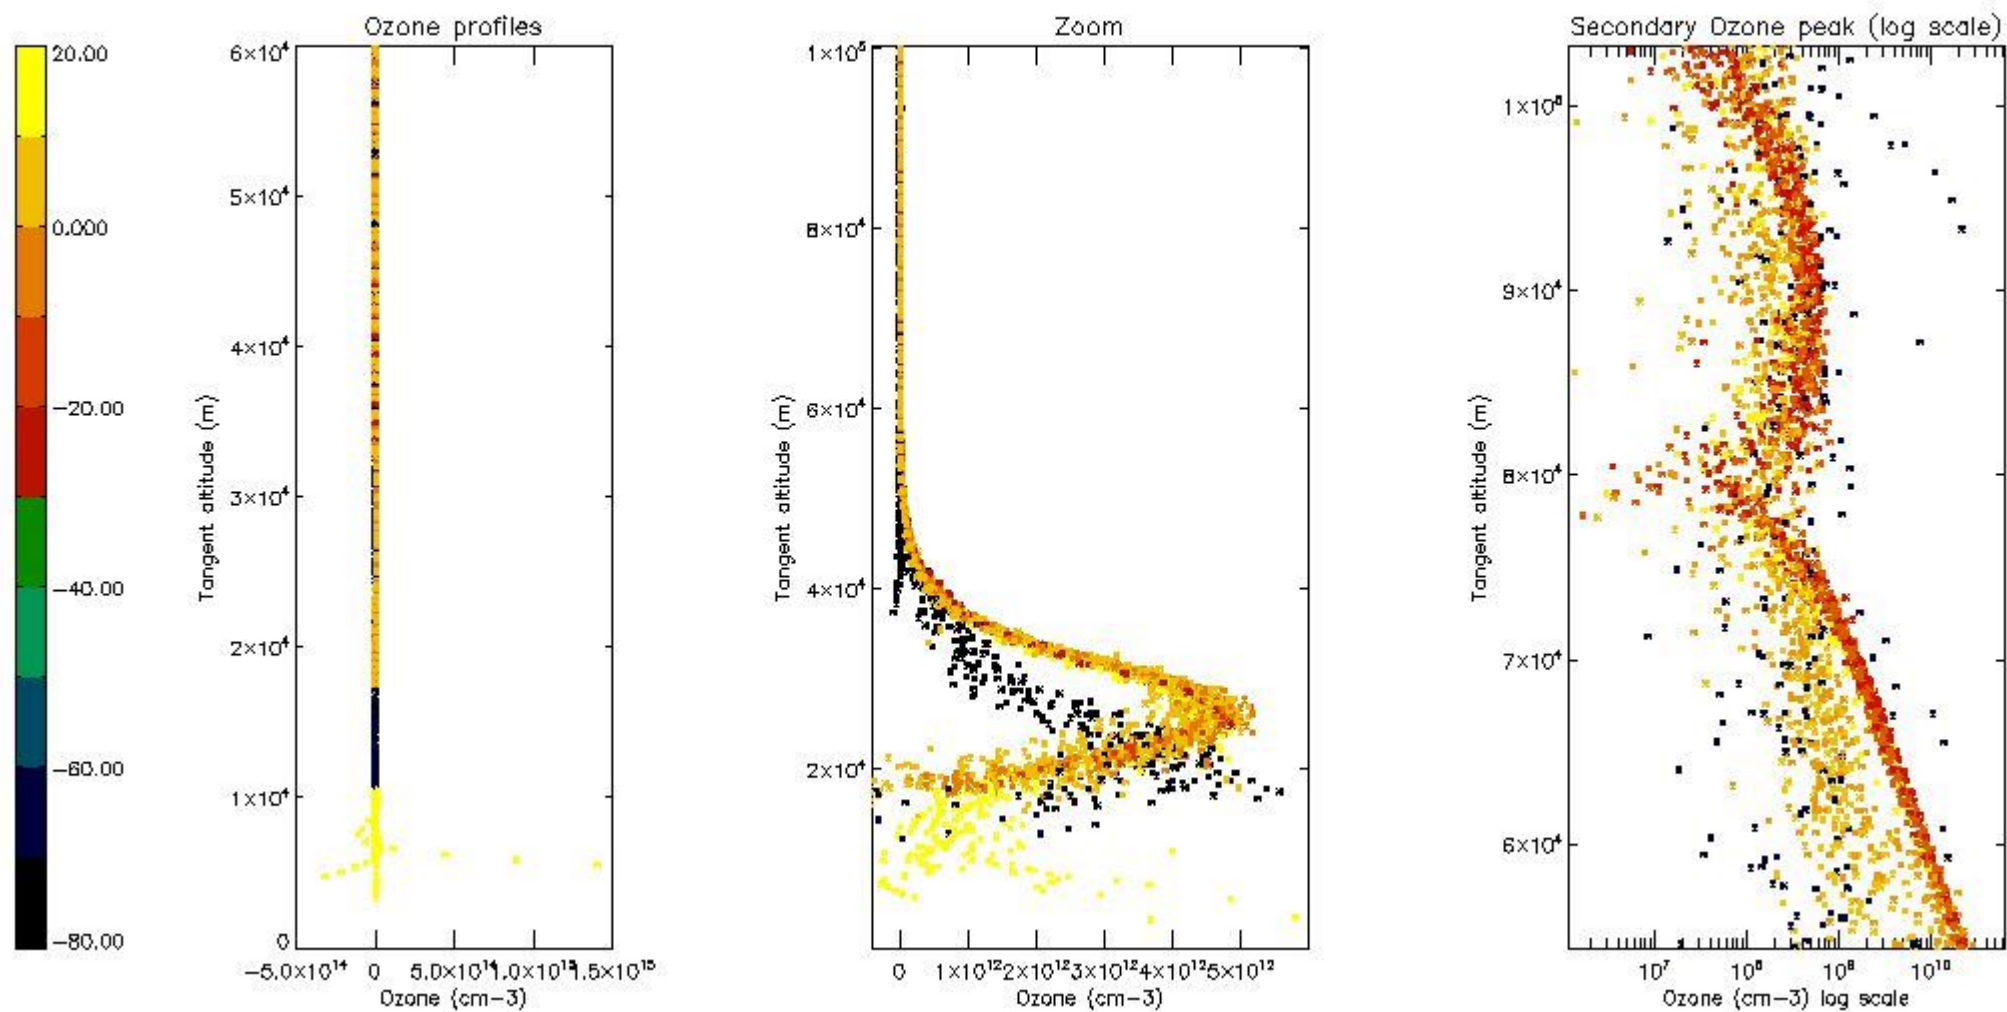 Ozone profiles
Zoom
Secondary Ozone peak (log scale)
20.00
0.000
−20.00
−40.00
−60.00
−80.00
6×10⁴
5×10⁴
4×10⁴
3×10⁴
2×10⁴
1×10⁴
0
Tangent altitude (m)
−5.0×10¹⁴ 0 5.0×10¹⁴ 1.0×10¹⁵ 1.5×10¹⁵
Ozone (cm−3)
1×10⁵
8×10⁴
6×10⁴
4×10⁴
2×10⁴
Tangent altitude (m)
0 1×10¹² 2×10¹² 3×10¹² 4×10¹² 5×10¹²
Ozone (cm−3)
1×10⁵
9×10⁴
8×10⁴
7×10⁴
6×10⁴
Tangent altitude (m)
10⁷ 10⁸ 10⁹ 10¹⁰
Ozone (cm−3) log scale